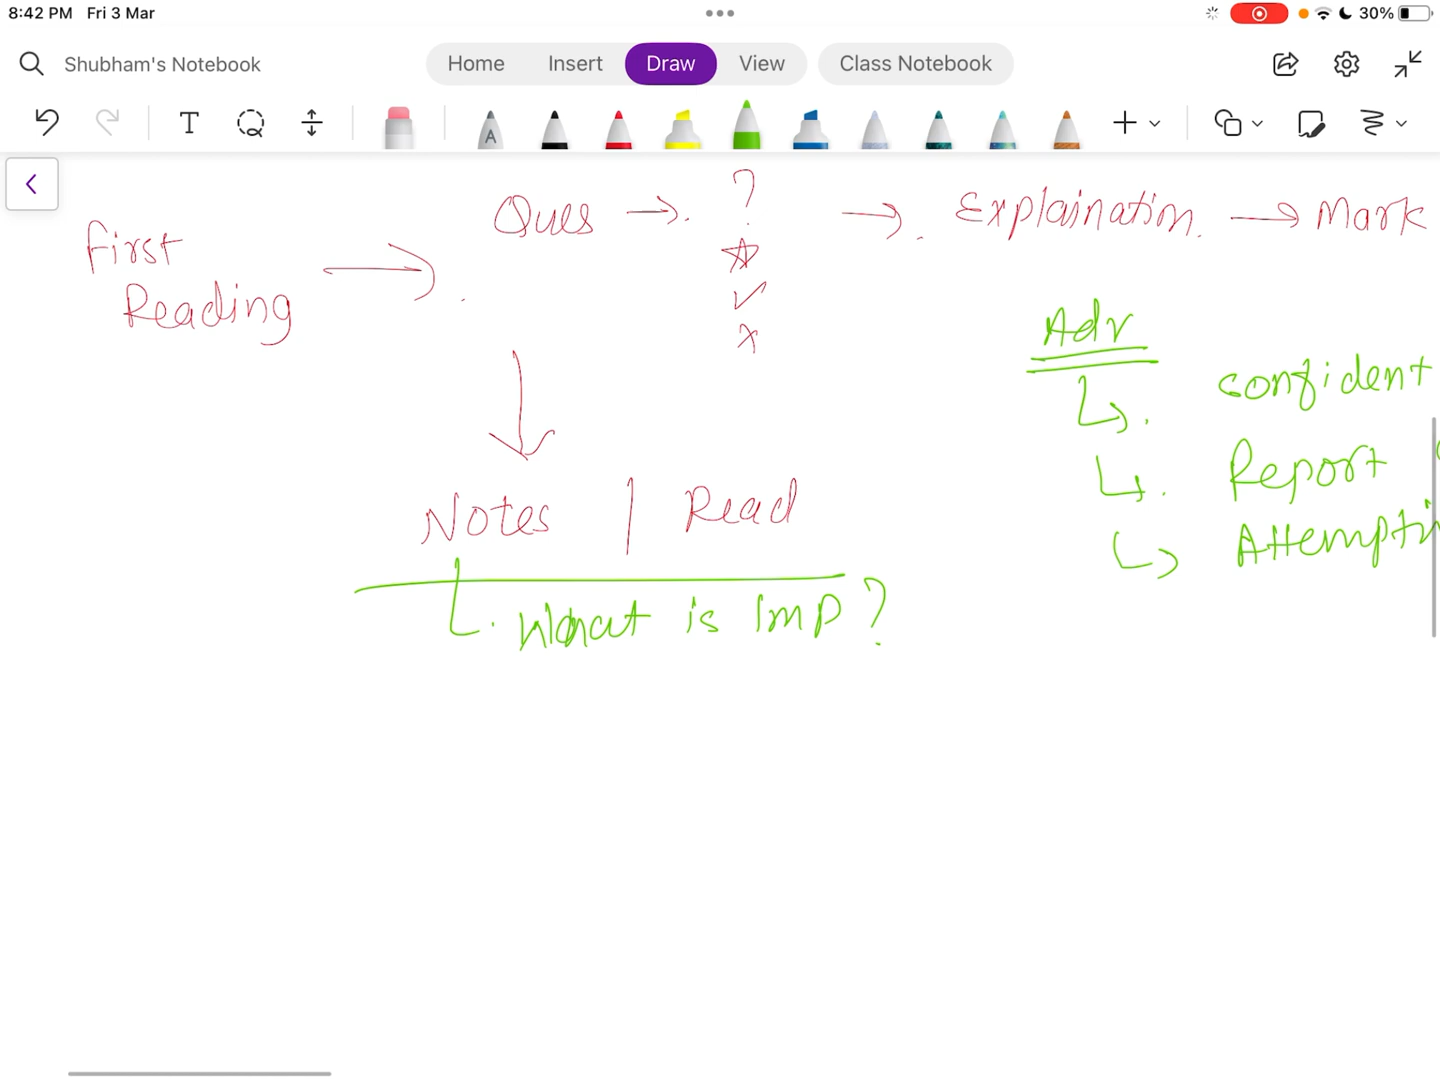 8:42 PM Fri 3 Mar
30%
Shubham's Notebook
Home Insert Draw View Class Notebook
T
A
First
Reading
Ques → ? → Explaination. → Mark
☆
✓
x
Adv
confident
Report
Attempti
Notes | Read
What is Imp ?